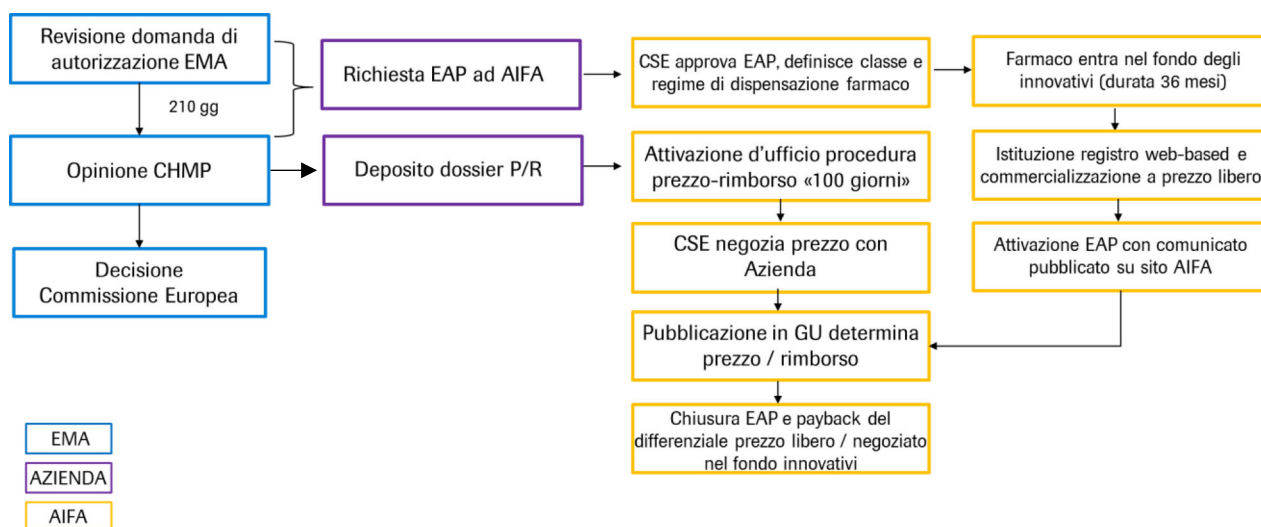 Revisione domanda di
autorizzazione EMA
210 gg
Opinione CHMP
Decisione
Commissione Europea
Richiesta EAP ad AIFA
Deposito dossier P/R
CSE approva EAP, definisce classe e
regime di dispensazione farmaco
Attivazione d'ufficio procedura
prezzo-rimborso «100 giorni»
CSE negozia prezzo con
Azienda
Pubblicazione in GU determina
prezzo / rimborso
Chiusura EAP e payback del
differenziale prezzo libero / negoziato
nel fondo innovativi
Farmaco entra nel fondo degli
innovativi (durata 36 mesi)
Istituzione registro web-based e
commercializzazione a prezzo libero
Attivazione EAP con comunicato
pubblicato su sito AIFA
EMA
AZIENDA
AIFA